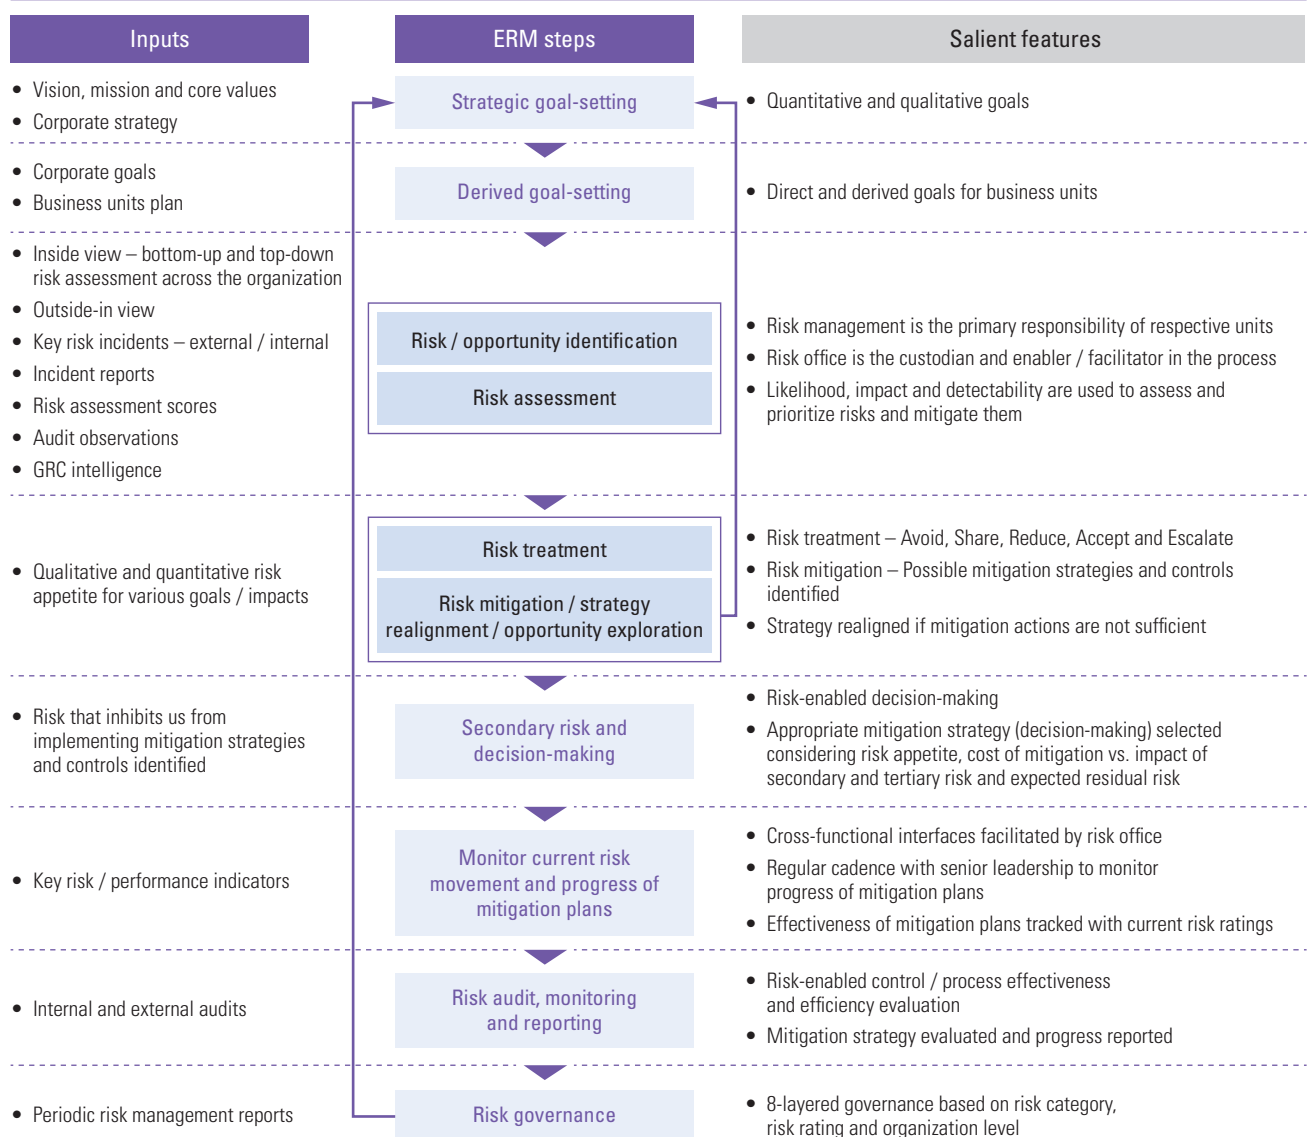 Inputs
ERM steps
Salient features
• Vision, mission and core values
• Corporate strategy
Strategic goal-setting
• Quantitative and qualitative goals
• Corporate goals
• Business units plan
Derived goal-setting
• Direct and derived goals for business units
• Inside view – bottom-up and top-down
risk assessment across the organization
• Outside-in view
• Key risk incidents – external / internal
• Incident reports
• Risk assessment scores
• Audit observations
• GRC intelligence
Risk / opportunity identification
Risk assessment
• Risk management is the primary responsibility of respective units
• Risk office is the custodian and enabler / facilitator in the process
• Likelihood, impact and detectability are used to assess and
prioritize risks and mitigate them
• Qualitative and quantitative risk
appetite for various goals / impacts
Risk treatment
Risk mitigation / strategy
realignment / opportunity exploration
• Risk treatment – Avoid, Share, Reduce, Accept and Escalate
• Risk mitigation – Possible mitigation strategies and controls
identified
• Strategy realigned if mitigation actions are not sufficient
• Risk that inhibits us from
implementing mitigation strategies
and controls identified
Secondary risk and
decision-making
• Risk-enabled decision-making
• Appropriate mitigation strategy (decision-making) selected
considering risk appetite, cost of mitigation vs. impact of
secondary and tertiary risk and expected residual risk
• Key risk / performance indicators
Monitor current risk
movement and progress of
mitigation plans
• Cross-functional interfaces facilitated by risk office
• Regular cadence with senior leadership to monitor
progress of mitigation plans
• Effectiveness of mitigation plans tracked with current risk ratings
• Internal and external audits
Risk audit, monitoring
and reporting
• Risk-enabled control / process effectiveness
and efficiency evaluation
• Mitigation strategy evaluated and progress reported
• Periodic risk management reports
Risk governance
• 8-layered governance based on risk category,
risk rating and organization level